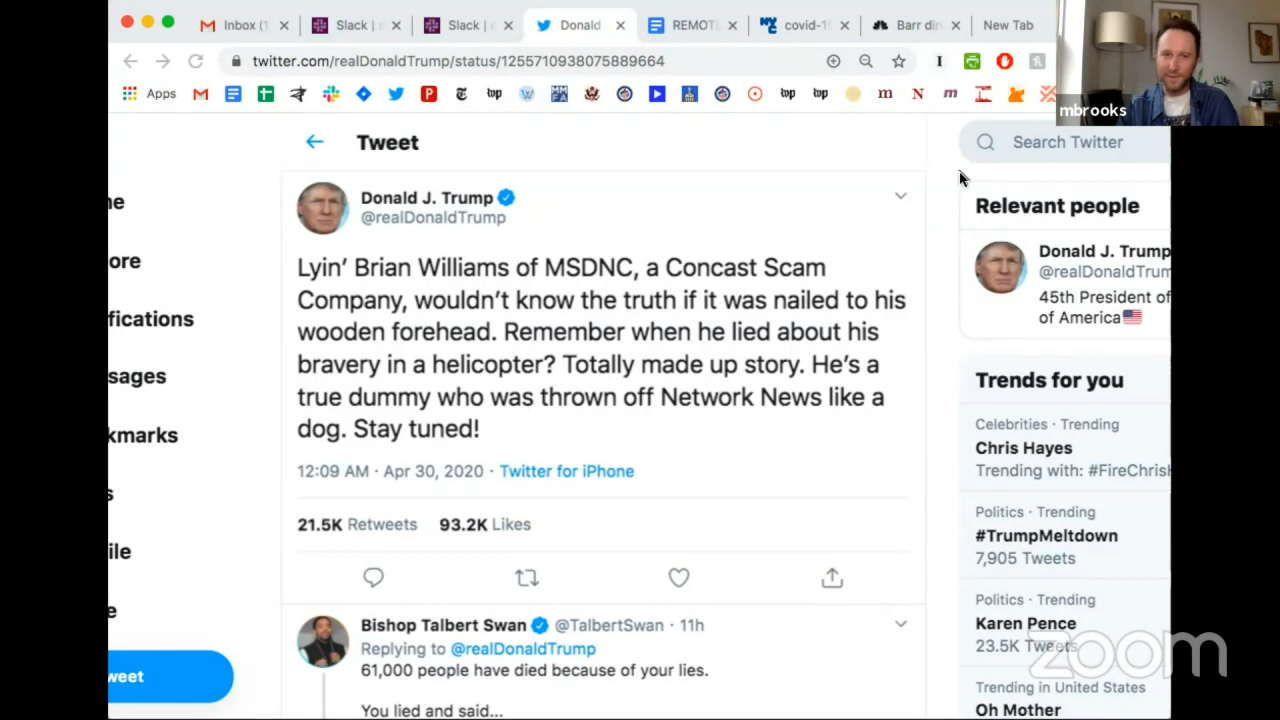 Inbox (1
Slack | s
Slack | c
Donald
REMOT
covid-1
Barr din
New Tab
twitter.com/realDonaldTrump/status/1255710938075889664
Apps
mbrooks
Tweet
Search Twitter
Donald J. Trump
@realDonaldTrump
Lyin’ Brian Williams of MSDNC, a Concast Scam
Company, wouldn’t know the truth if it was nailed to his
wooden forehead. Remember when he lied about his
bravery in a helicopter? Totally made up story. He’s a
true dummy who was thrown off Network News like a
dog. Stay tuned!
12:09 AM · Apr 30, 2020 · Twitter for iPhone
21.5K Retweets 93.2K Likes
Bishop Talbert Swan @TalbertSwan · 11h
Replying to @realDonaldTrump
61,000 people have died because of your lies.
You lied and said...
ne
ore
fications
sages
kmarks
s
ile
e
weet
Relevant people
Donald J. Trump
@realDonaldTrum
45th President of
of America
Trends for you
Celebrities · Trending
Chris Hayes
Trending with: #FireChrisH
Politics · Trending
#TrumpMeltdown
7,905 Tweets
Politics · Trending
Karen Pence
23.5K Tweets
Trending in United States
Oh Mother
zoom